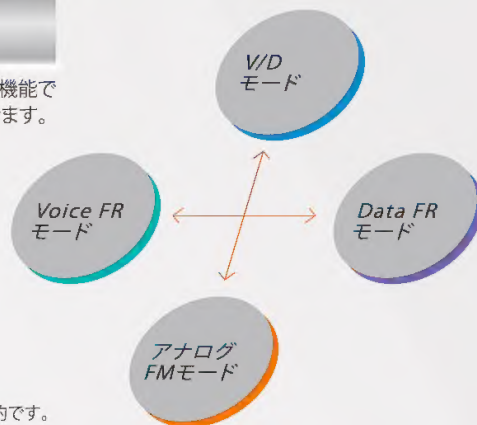 V/D
モード
機能で
ます。
Voice FR
モード
Data FR
モード
アナログ
FMモード
的です。